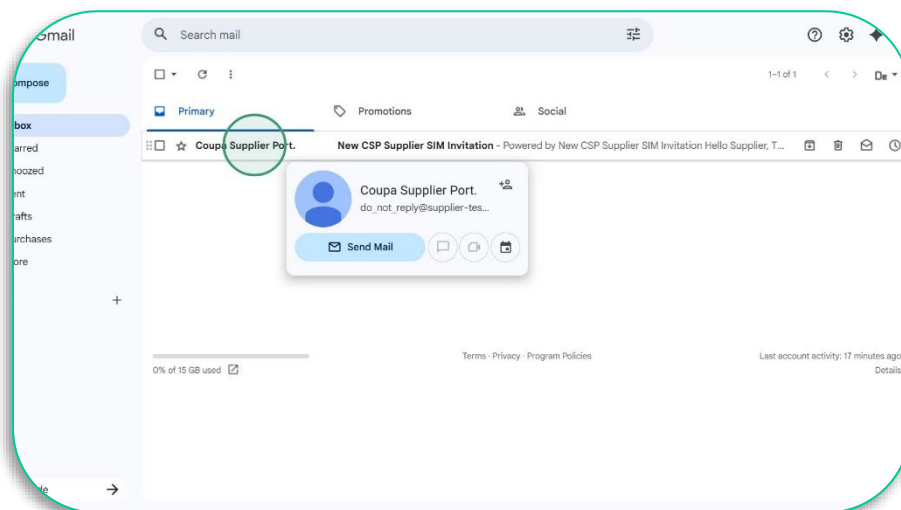 Gmail
Search mail
ompose
1–1 of 1
De
Primary
Promotions
Social
box
Coupa Supplier Port.
New CSP Supplier SIM Invitation - Powered by New CSP Supplier SIM Invitation Hello Supplier, T...
arred
noozed
ent
rafts
urchases
ore
Coupa Supplier Port.
do_not_reply@supplier-tes...
Send Mail
0% of 15 GB used
Terms · Privacy · Program Policies
Last account activity: 17 minutes ago
Details